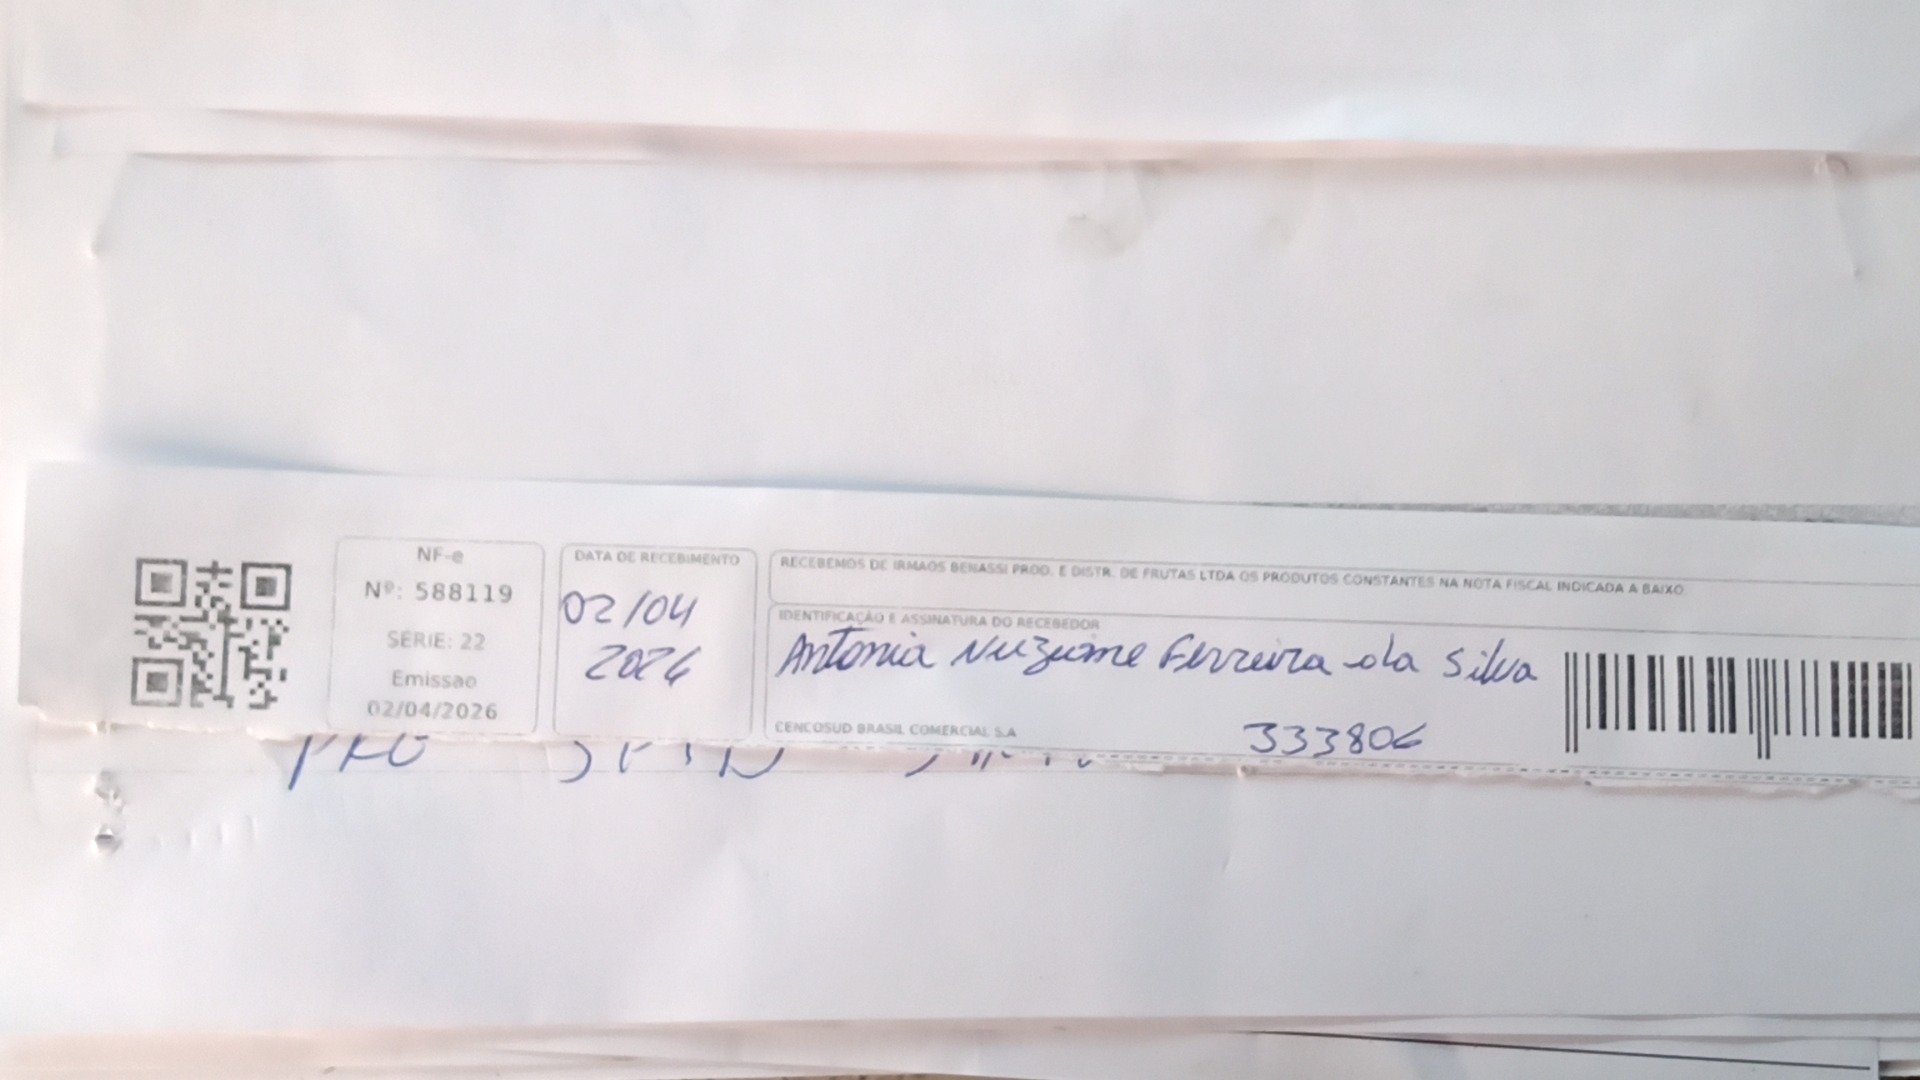 NF-e
Nº: 588119
SÉRIE: 22
Emissao
02/04/2026
DATA DE RECEBIMENTO
02/04
2026
RECEBEMOS DE IRMAOS BENASSI PROD. E DISTR. DE FRUTAS LTDA OS PRODUTOS CONSTANTES NA NOTA FISCAL INDICADA A BAIXO
IDENTIFICAÇÃO E ASSINATURA DO RECEBEDOR
Antonia Ferreira da Silva
CENCOSUD BRASIL COMERCIAL S.A
333806